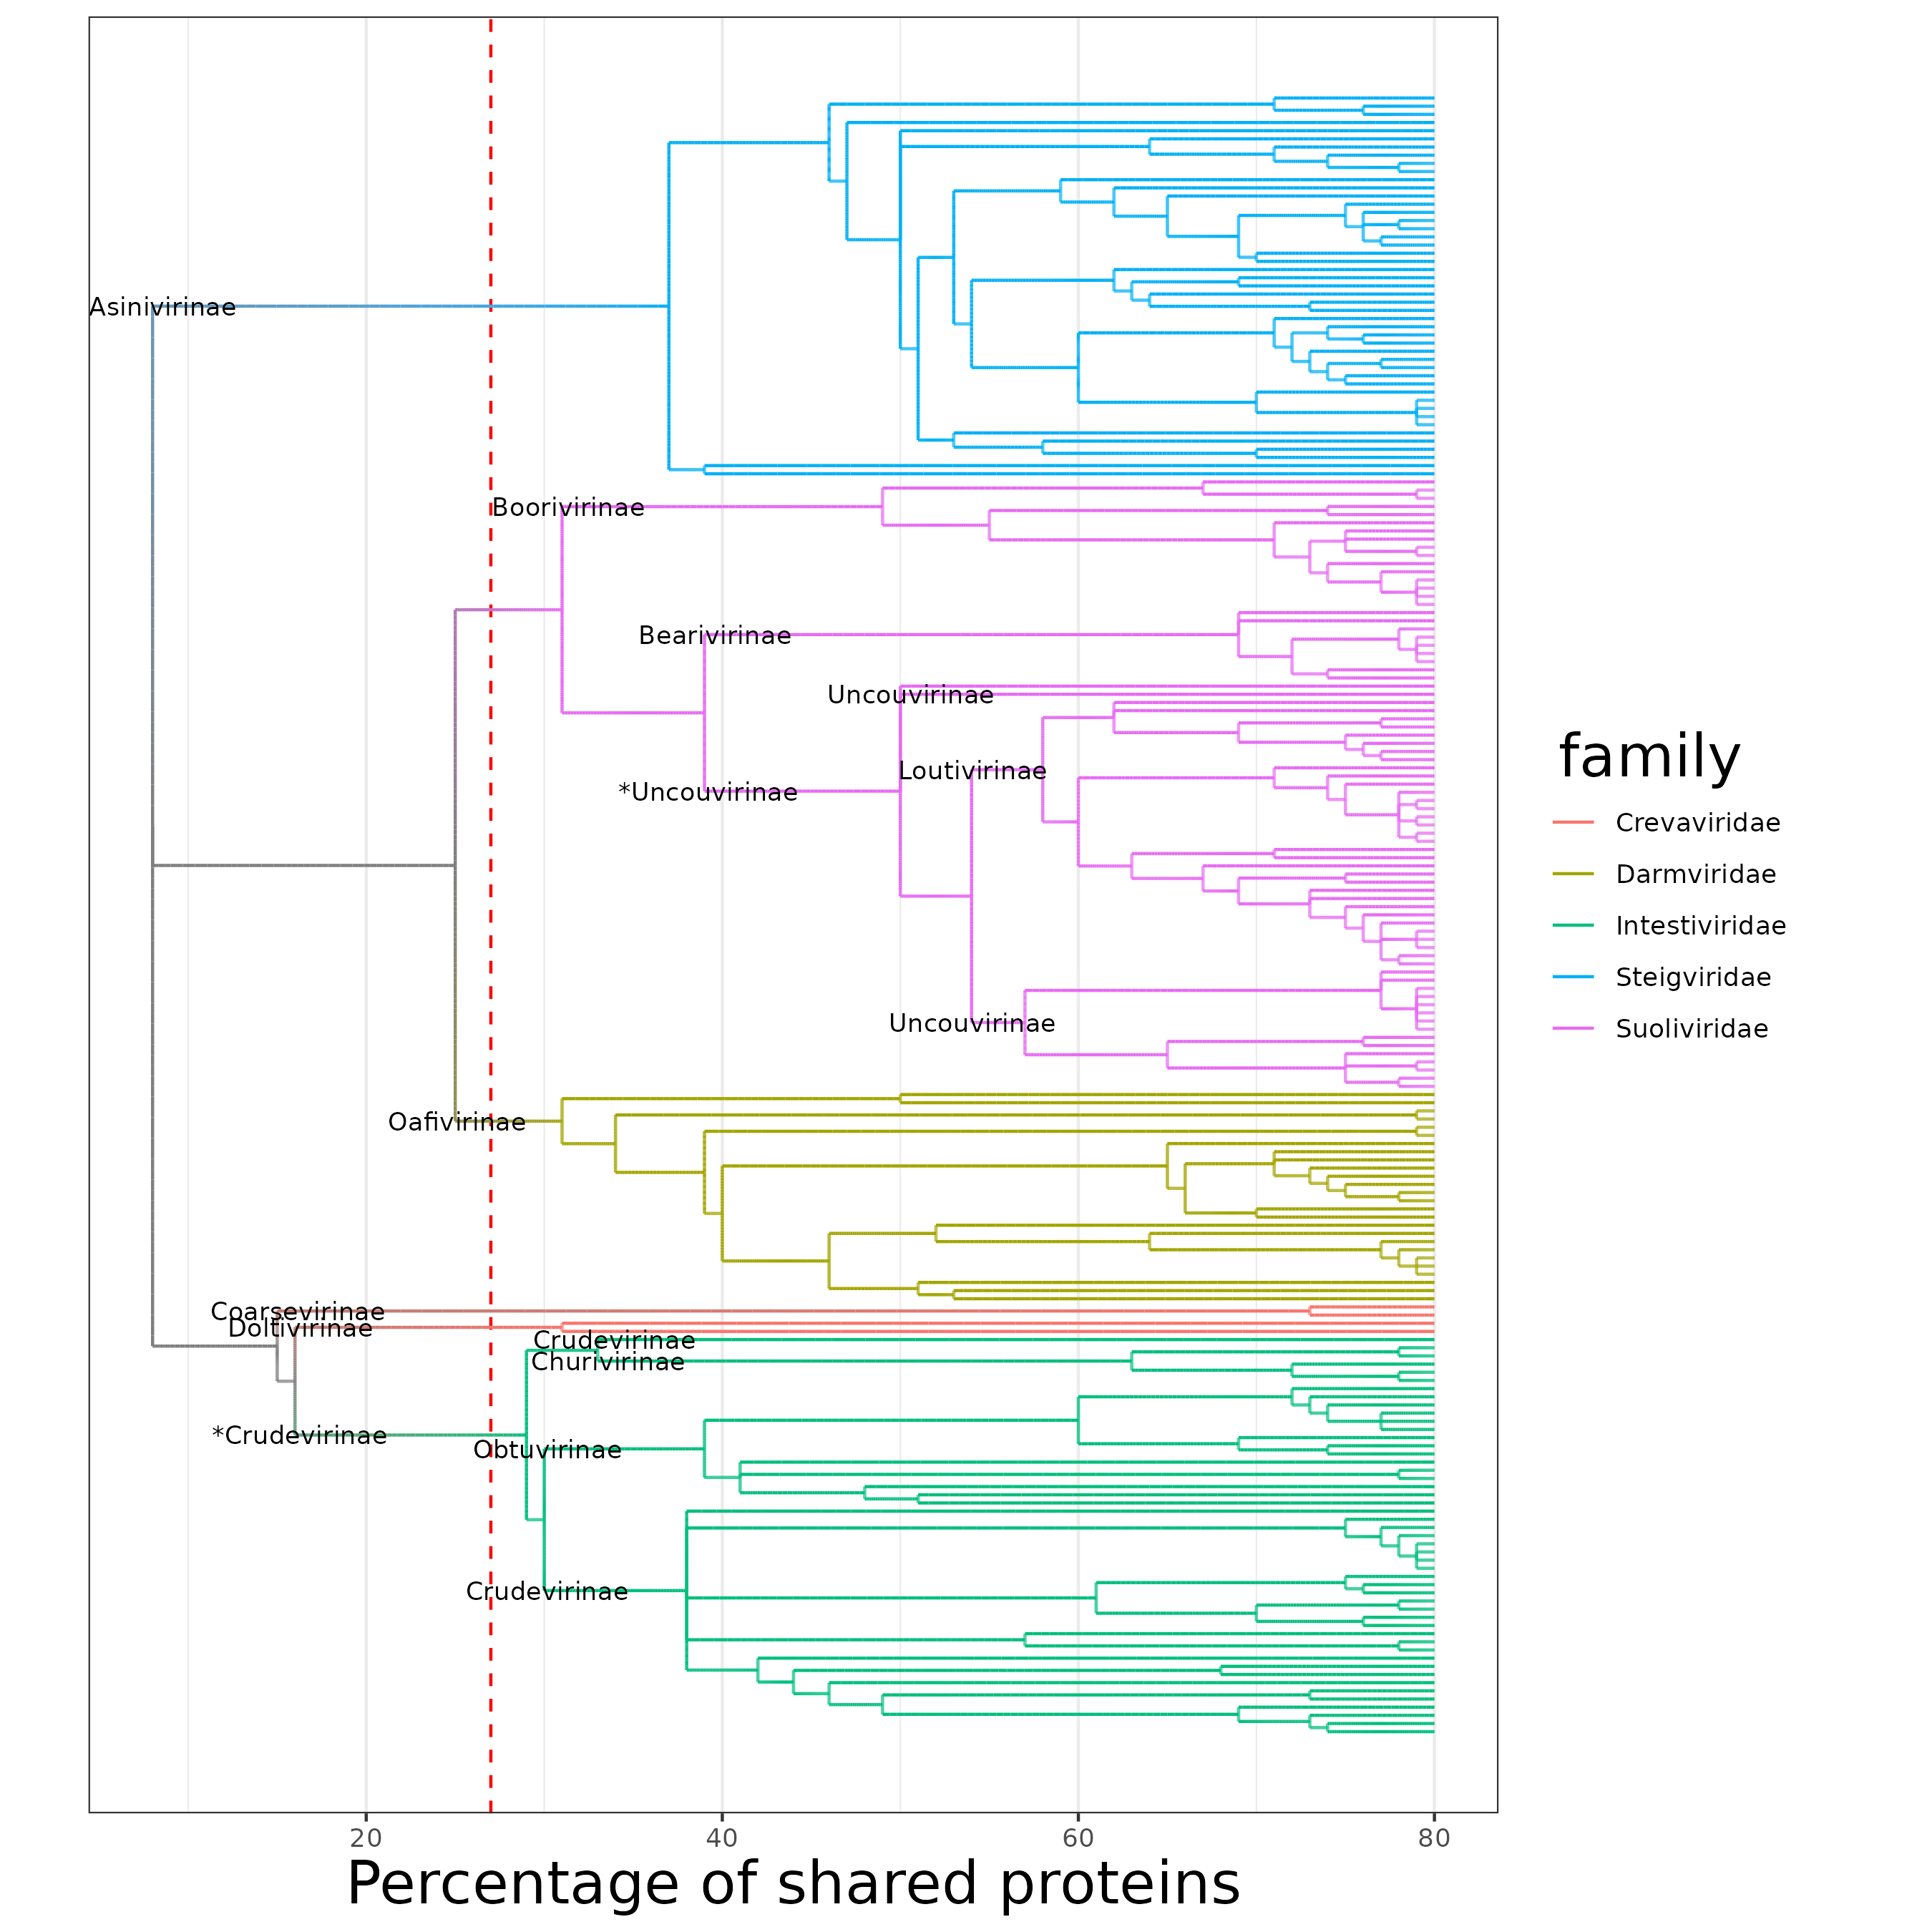 Asinivirinae
Boorivirinae
Bearivirinae
Uncouvirinae
Loutivirinae
*Uncouvirinae
Uncouvirinae
Oafivirinae
Coarsevirinae
Doltivirinae
Crudevirinae
Churivirinae
*Crudevirinae
Obtuvirinae
Crudevirinae
20 40 60 80
Percentage of shared proteins
family
Crevaviridae
Darmviridae
Intestiviridae
Steigviridae
Suoliviridae